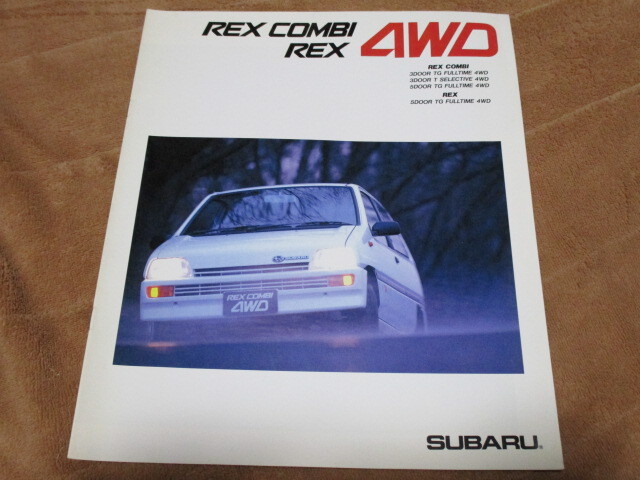 REX COMBI
REX 4WD
REX COMBI
3DOOR TG FULLTIME 4WD
3DOOR T SELECTIVE 4WD
5DOOR TG FULLTIME 4WD
REX
5DOOR TG FULLTIME 4WD
REX COMBI
4WD
SUBARU